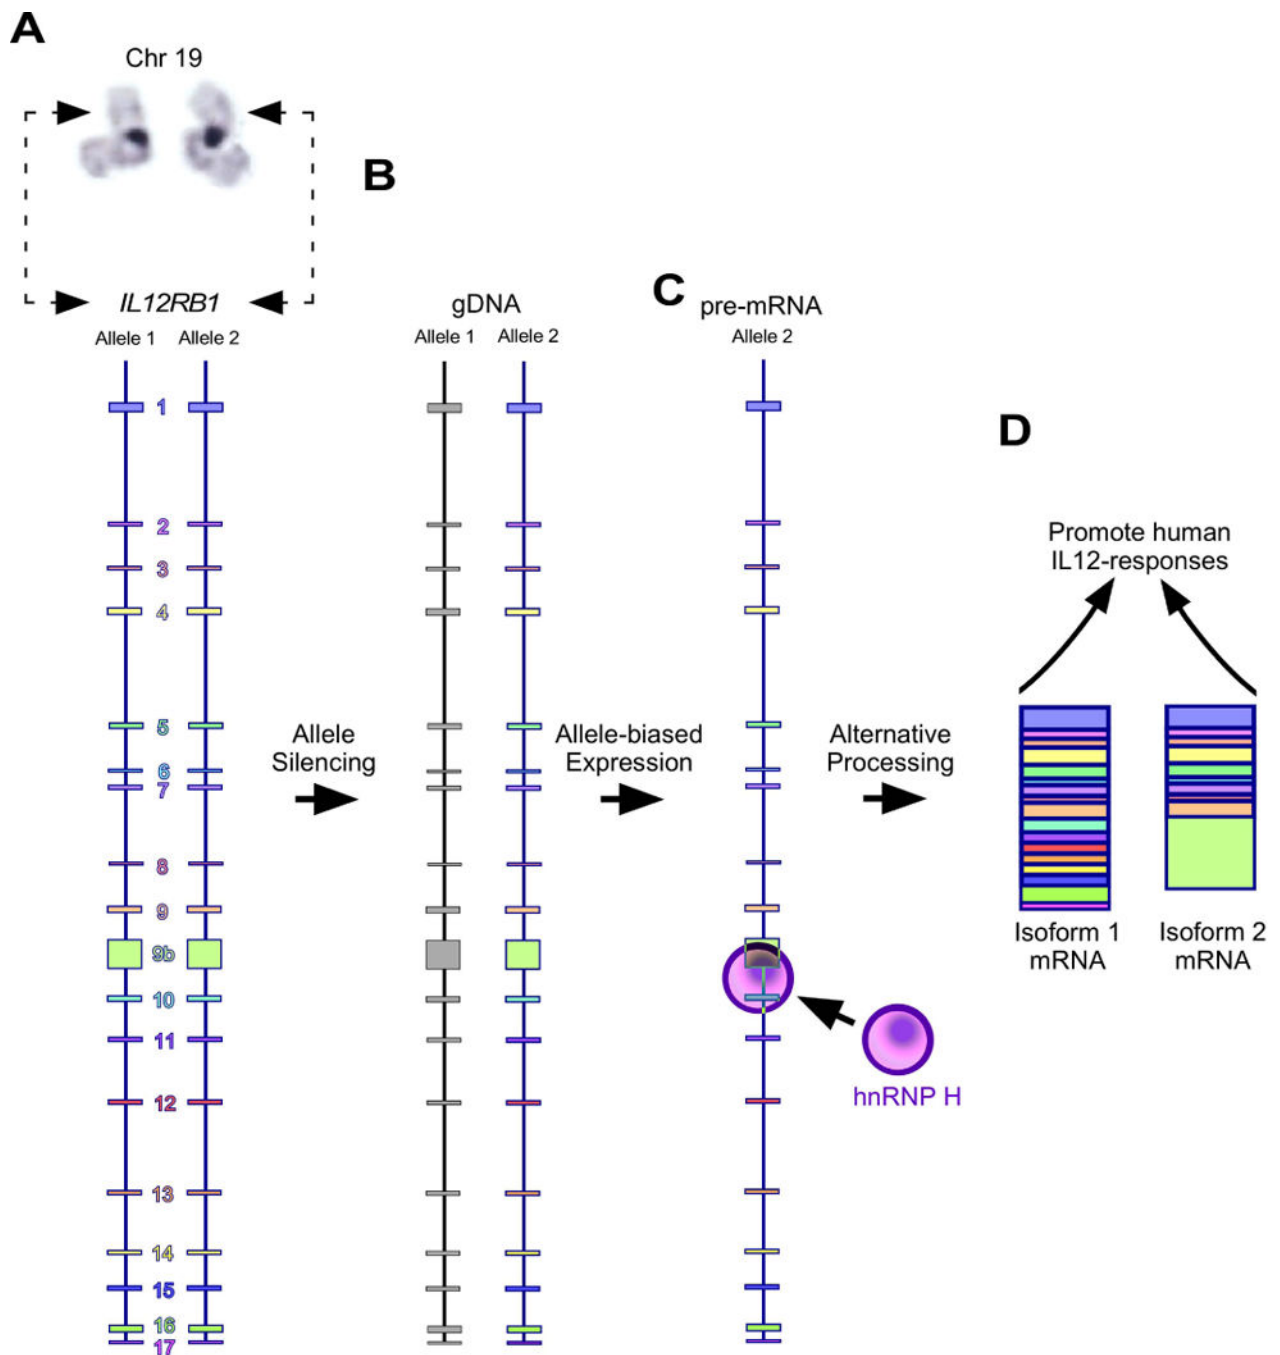 A
Chr 19
B
IL12RB1
Allele 1 Allele 2
gDNA
Allele 1 Allele 2
C
pre-mRNA
Allele 2
1
2
3
4
5
6
7
8
9
9b
10
11
12
13
14
15
16
17
Allele
Silencing
Allele-biased
Expression
Alternative
Processing
hnRNP H
D
Promote human
IL12-responses
Isoform 1
mRNA
Isoform 2
mRNA